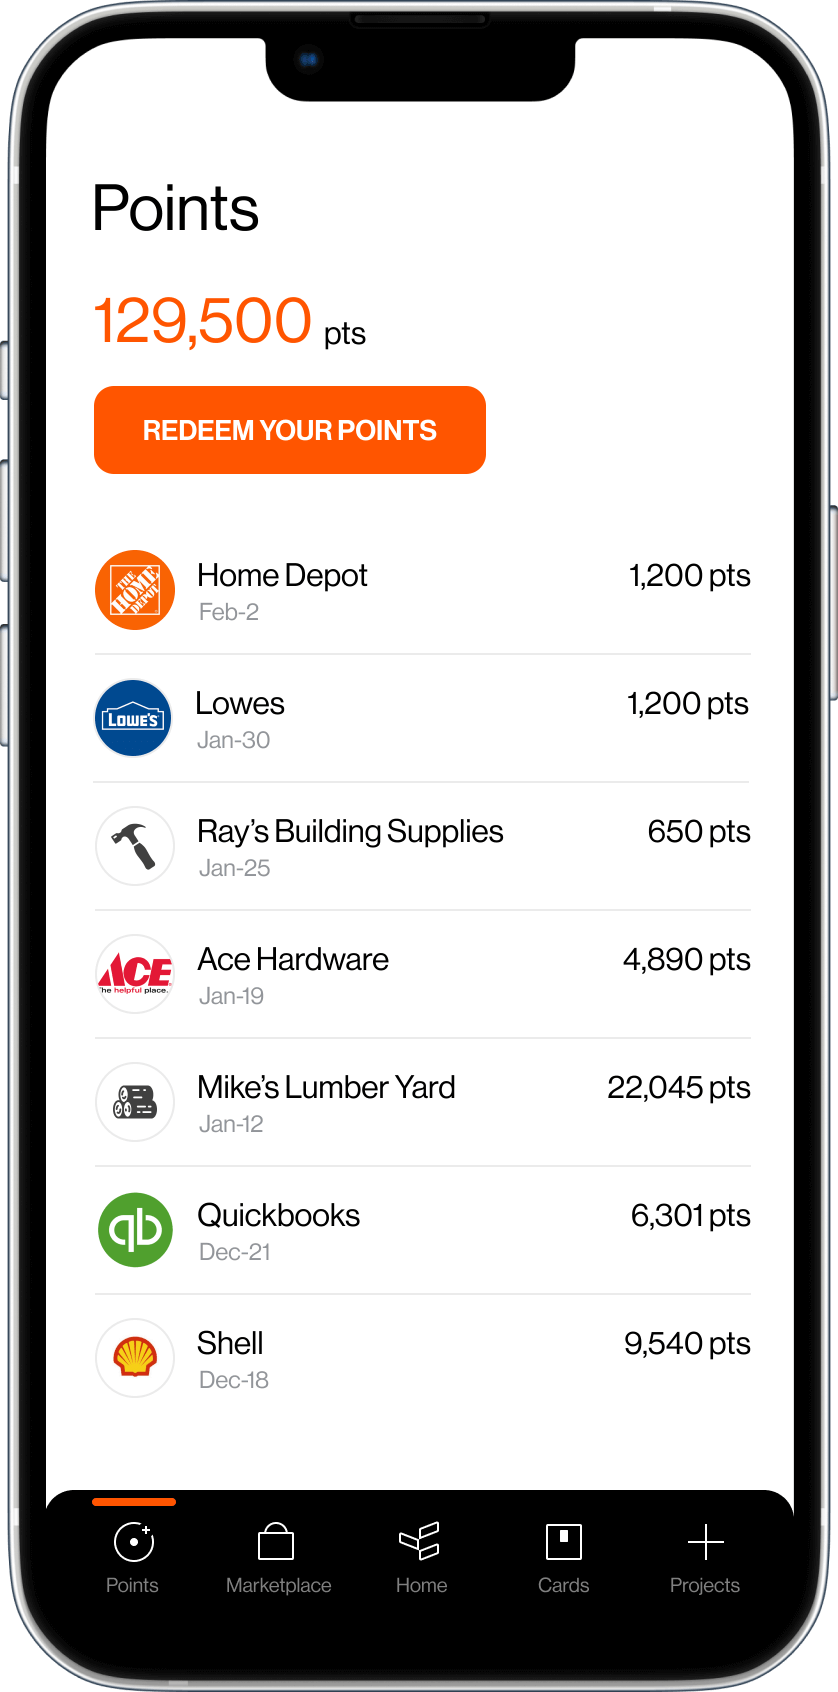 Points
129,500 pts
REDEEM YOUR POINTS
THE
HOME
DEPOT
Home Depot
1,200 pts
Feb-2
LOWE'S
Lowes
1,200 pts
Jan-30
Ray’s Building Supplies
650 pts
Jan-25
ACE
The helpful place.
Ace Hardware
4,890 pts
Jan-19
Mike’s Lumber Yard
22,045 pts
Jan-12
qb
Quickbooks
6,301 pts
Dec-21
Shell
9,540 pts
Dec-18
Points
Marketplace
Home
Cards
Projects